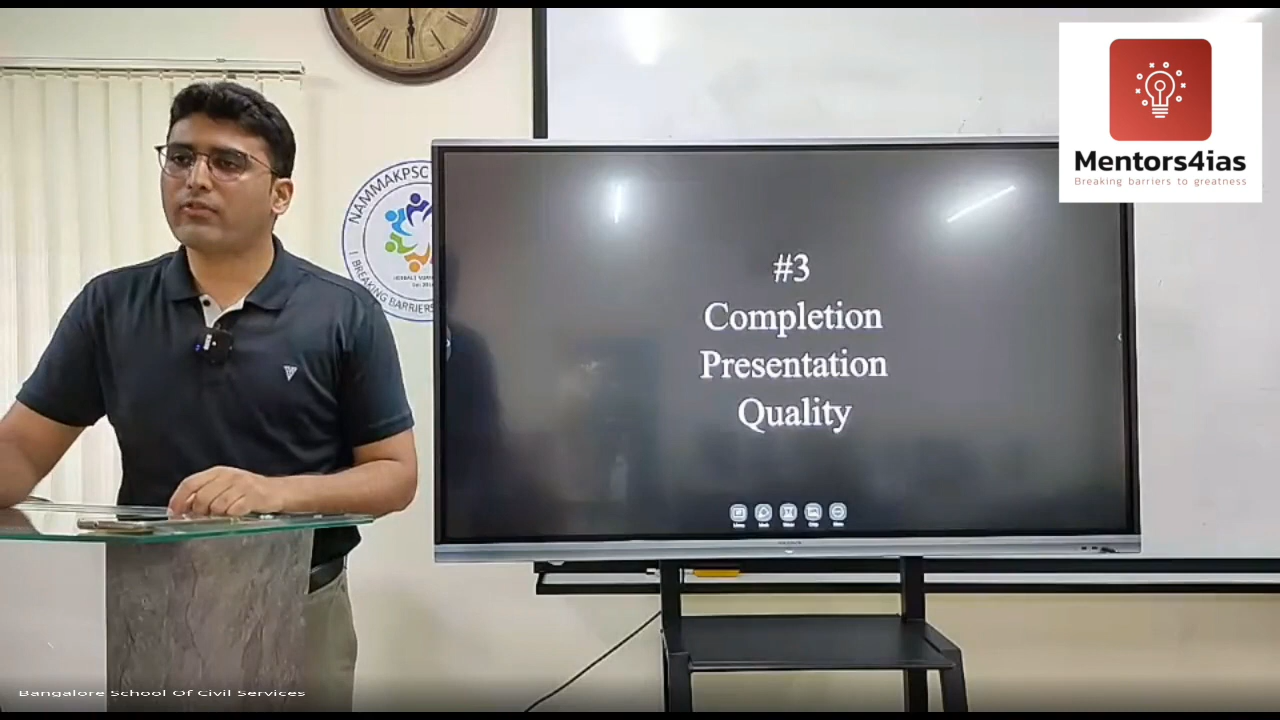 Mentors4ias
Breaking barriers to greatness
NAMMAKPSC
I BREAKING BARRIERS
#3
Completion
Presentation
Quality
Bangalore School Of Civil Services